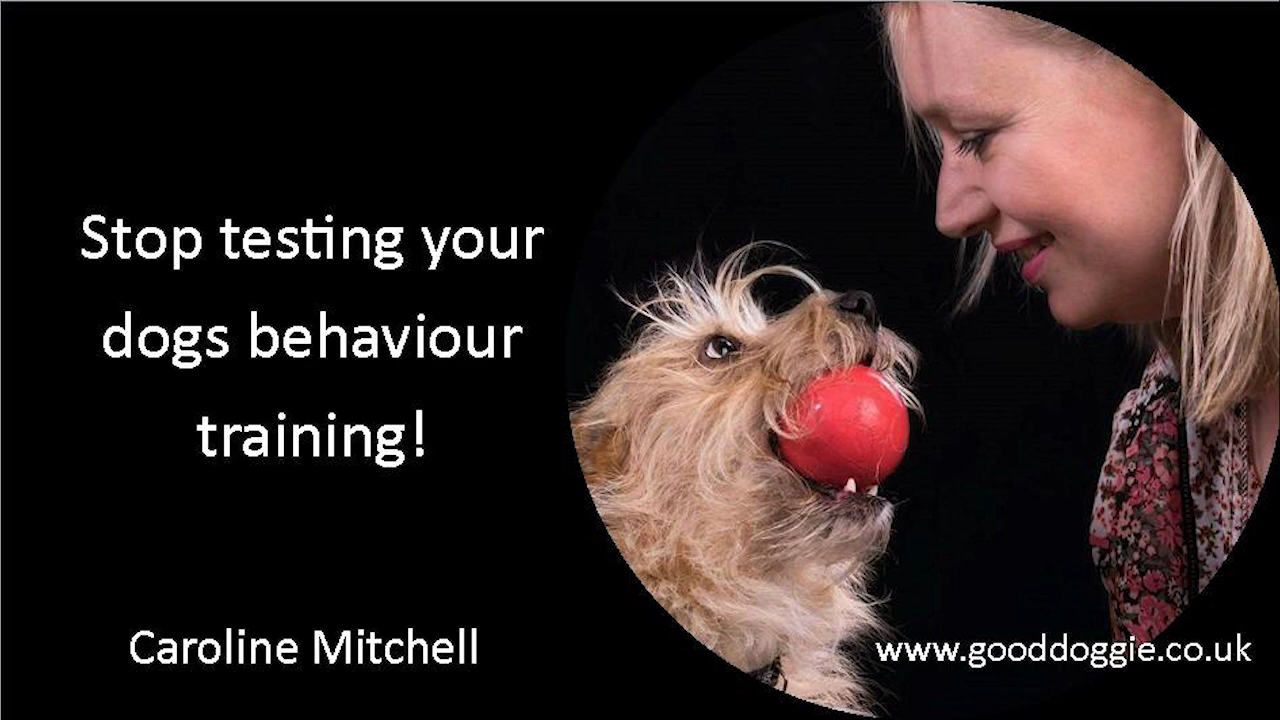 Stop testing your
dogs behaviour
training!
Caroline Mitchell
www.gooddoggie.co.uk